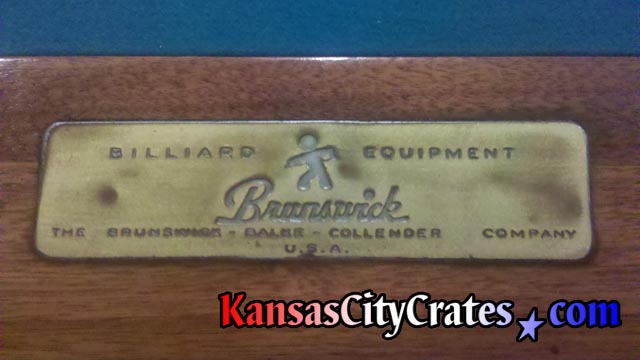 BILLIARD EQUIPMENT
Brunswick
THE BRUNSWICK - BALKE - COLLENDER COMPANY
U.S.A.
KansasCityCrates.com